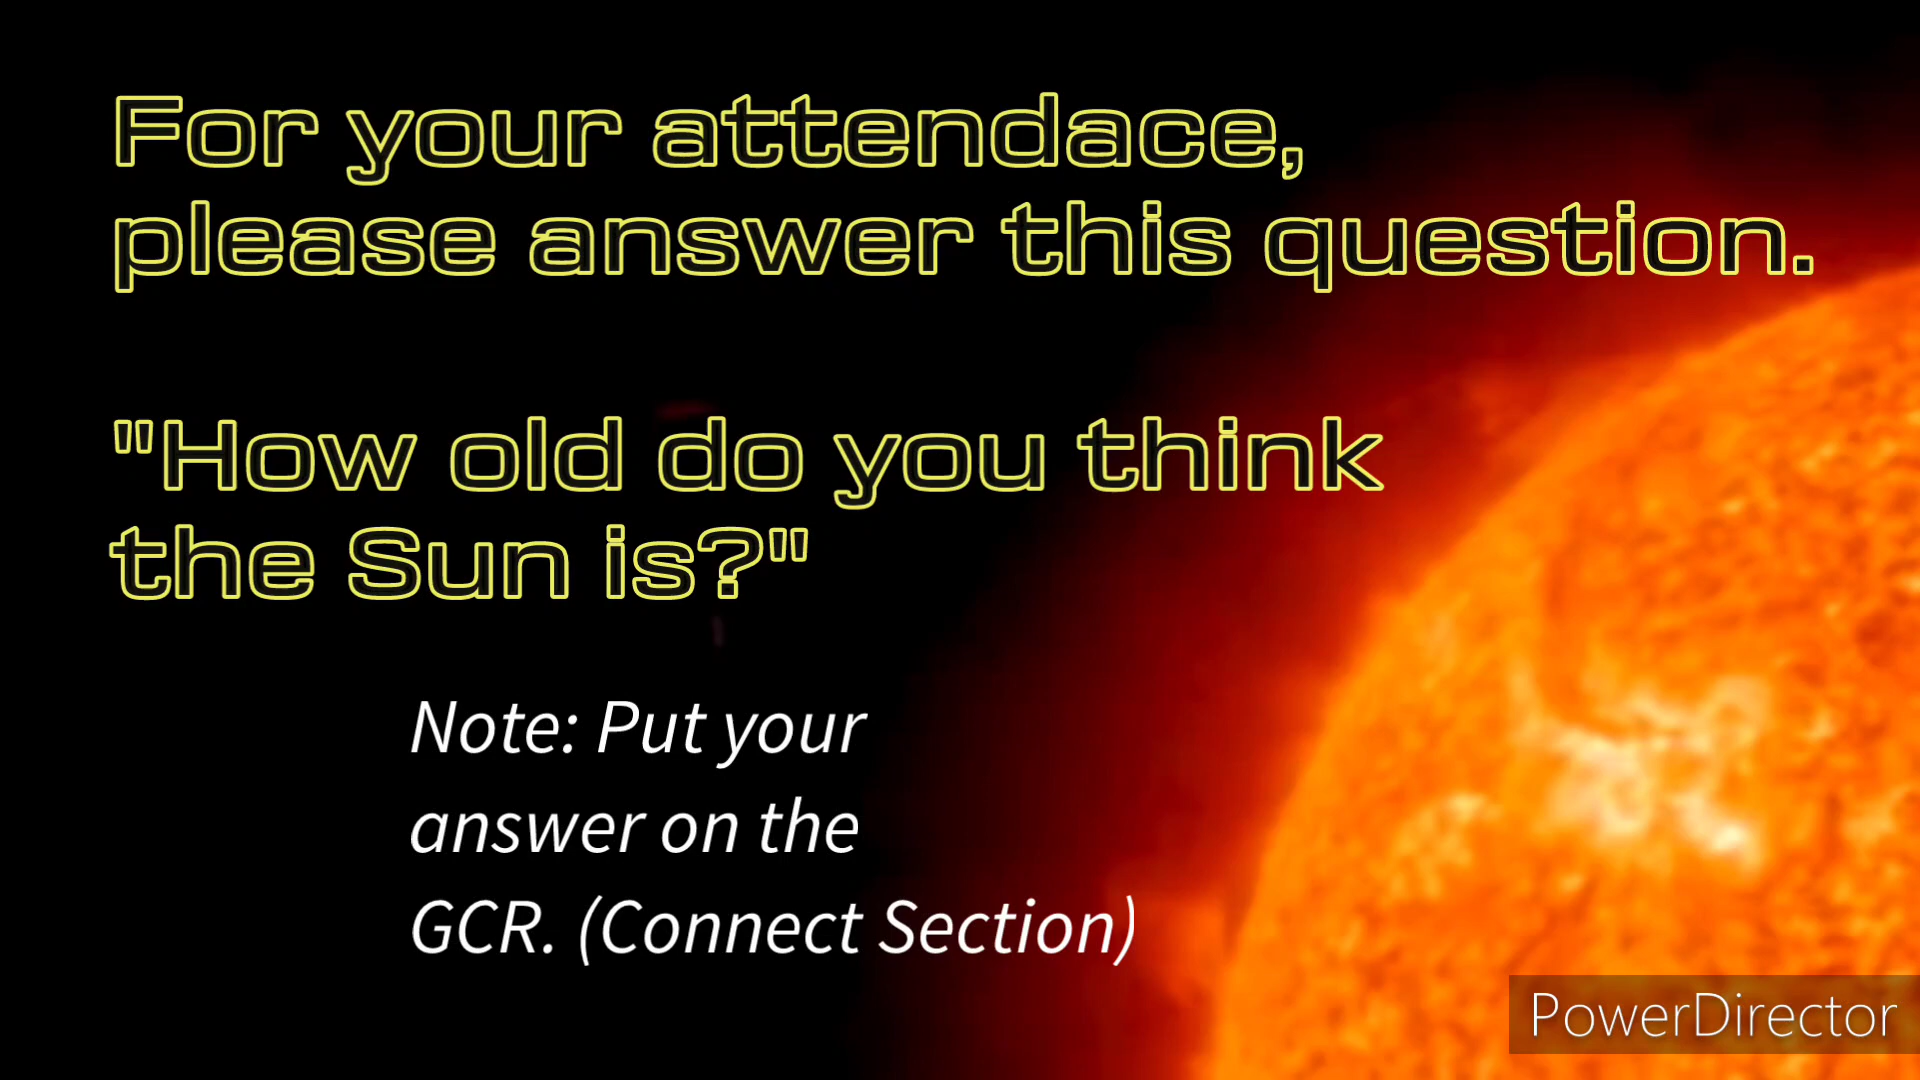 For your attendace,
please answer this question.
"How old do you think
the Sun is?"
Note: Put your
answer on the
GCR. (Connect Section)
PowerDirector